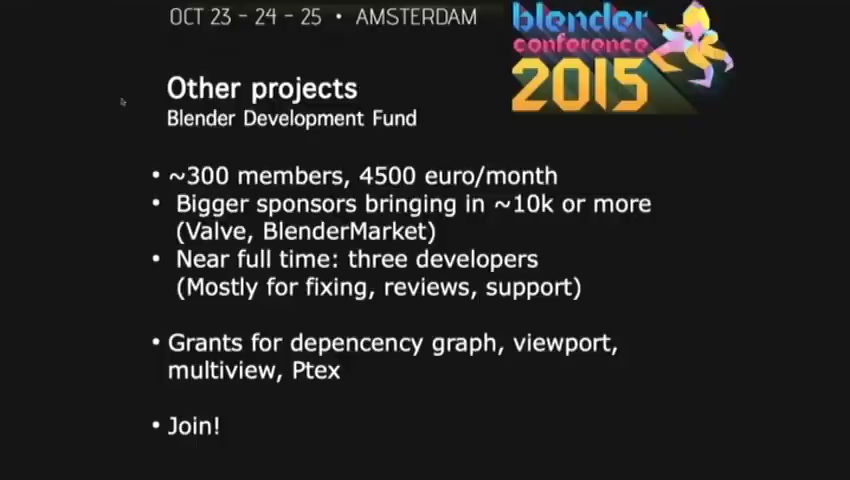 OCT 23 - 24 - 25 • AMSTERDAM
blender
conference
2015
Other projects
Blender Development Fund
• ~300 members, 4500 euro/month
• Bigger sponsors bringing in ~10k or more
(Valve, BlenderMarket)
• Near full time: three developers
(Mostly for fixing, reviews, support)
• Grants for depencency graph, viewport,
multiview, Ptex
• Join!